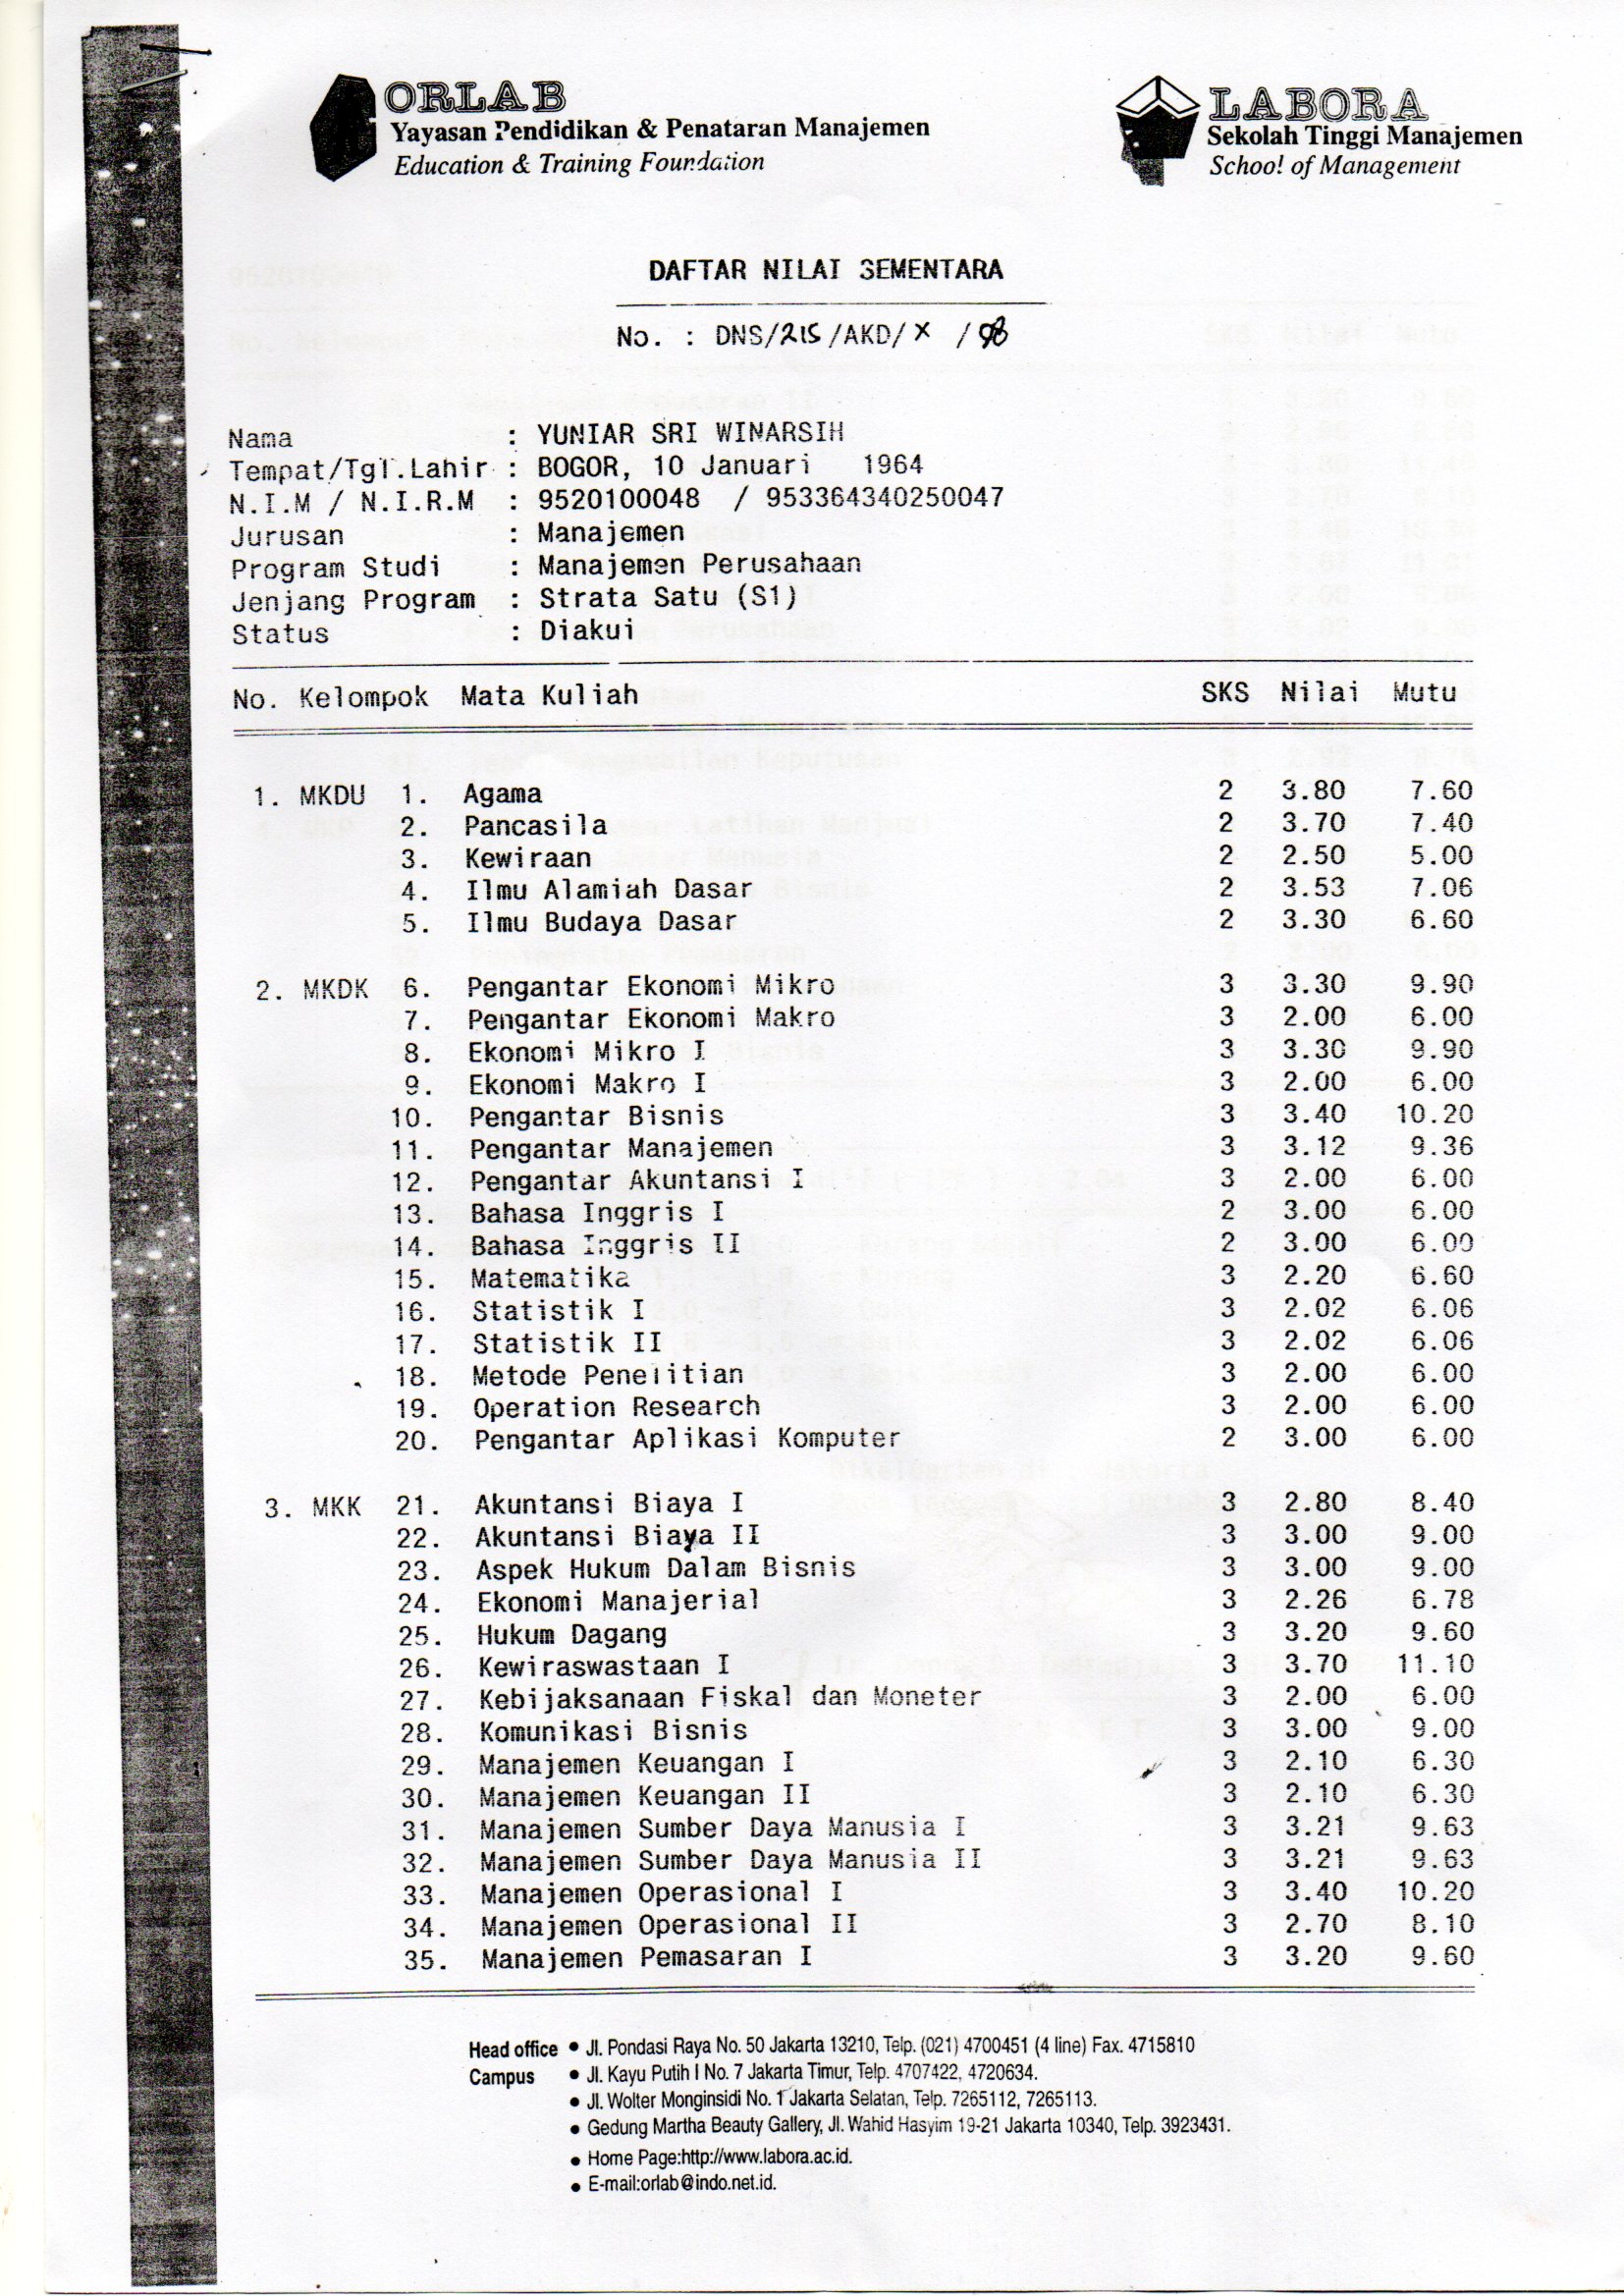 ORLAB
Yayasan Pendidikan & Penataran Manajemen
Education & Training Foundation
LABORA
Sekolah Tinggi Manajemen
School of Management
DAFTAR NILAI SEMENTARA
No. : DNS/215/AKD/X/98
Nama : YUNIAR SRI WINARSIH
Tempat/Tgl.Lahir : BOGOR, 10 Januari 1964
N.I.M / N.I.R.M : 9520100048 / 953364340250047
Jurusan : Manajemen
Program Studi : Manajemen Perusahaan
Jenjang Program : Strata Satu (S1)
Status : Diakui
No. Kelompok Mata Kuliah SKS Nilai Mutu
1. MKDU 1. Agama 2 3.80 7.60
2. Pancasila 2 3.70 7.40
3. Kewiraan 2 2.50 5.00
4. Ilmu Alamiah Dasar 2 3.53 7.06
5. Ilmu Budaya Dasar 2 3.30 6.60
2. MKDK 6. Pengantar Ekonomi Mikro 3 3.30 9.90
7. Pengantar Ekonomi Makro 3 2.00 6.00
8. Ekonomi Mikro I 3 3.30 9.90
9. Ekonomi Makro I 3 2.00 6.00
10. Pengantar Bisnis 3 3.40 10.20
11. Pengantar Manajemen 3 3.12 9.36
12. Pengantar Akuntansi I 3 2.00 6.00
13. Bahasa Inggris I 2 3.00 6.00
14. Bahasa Inggris II 2 3.00 6.00
15. Matematika 3 2.20 6.60
16. Statistik I 3 2.02 6.06
17. Statistik II 3 2.02 6.06
18. Metode Penelitian 3 2.00 6.00
19. Operation Research 3 2.00 6.00
20. Pengantar Aplikasi Komputer 2 3.00 6.00
3. MKK 21. Akuntansi Biaya I 3 2.80 8.40
22. Akuntansi Biaya II 3 3.00 9.00
23. Aspek Hukum Dalam Bisnis 3 3.00 9.00
24. Ekonomi Manajerial 3 2.26 6.78
25. Hukum Dagang 3 3.20 9.60
26. Kewiraswastaan I 3 3.70 11.10
27. Kebijaksanaan Fiskal dan Moneter 3 2.00 6.00
28. Komunikasi Bisnis 3 3.00 9.00
29. Manajemen Keuangan I 3 2.10 6.30
30. Manajemen Keuangan II 3 2.10 6.30
31. Manajemen Sumber Daya Manusia I 3 3.21 9.63
32. Manajemen Sumber Daya Manusia II 3 3.21 9.63
33. Manajemen Operasional I 3 3.40 10.20
34. Manajemen Operasional II 3 2.70 8.10
35. Manajemen Pemasaran I 3 3.20 9.60
Head office • Jl. Pondasi Raya No. 50 Jakarta 13210, Telp. (021) 4700451 (4 line) Fax. 4715810
Campus • Jl. Kayu Putih I No. 7 Jakarta Timur, Telp. 4707422, 4720634.
• Jl. Wolter Monginsidi No. 1 Jakarta Selatan, Telp. 7265112, 7265113.
• Gedung Martha Beauty Gallery, Jl. Wahid Hasyim 19-21 Jakarta 10340, Telp. 3923431.
• Home Page:http://www.labora.ac.id.
• E-mail:orlab@indo.net.id.